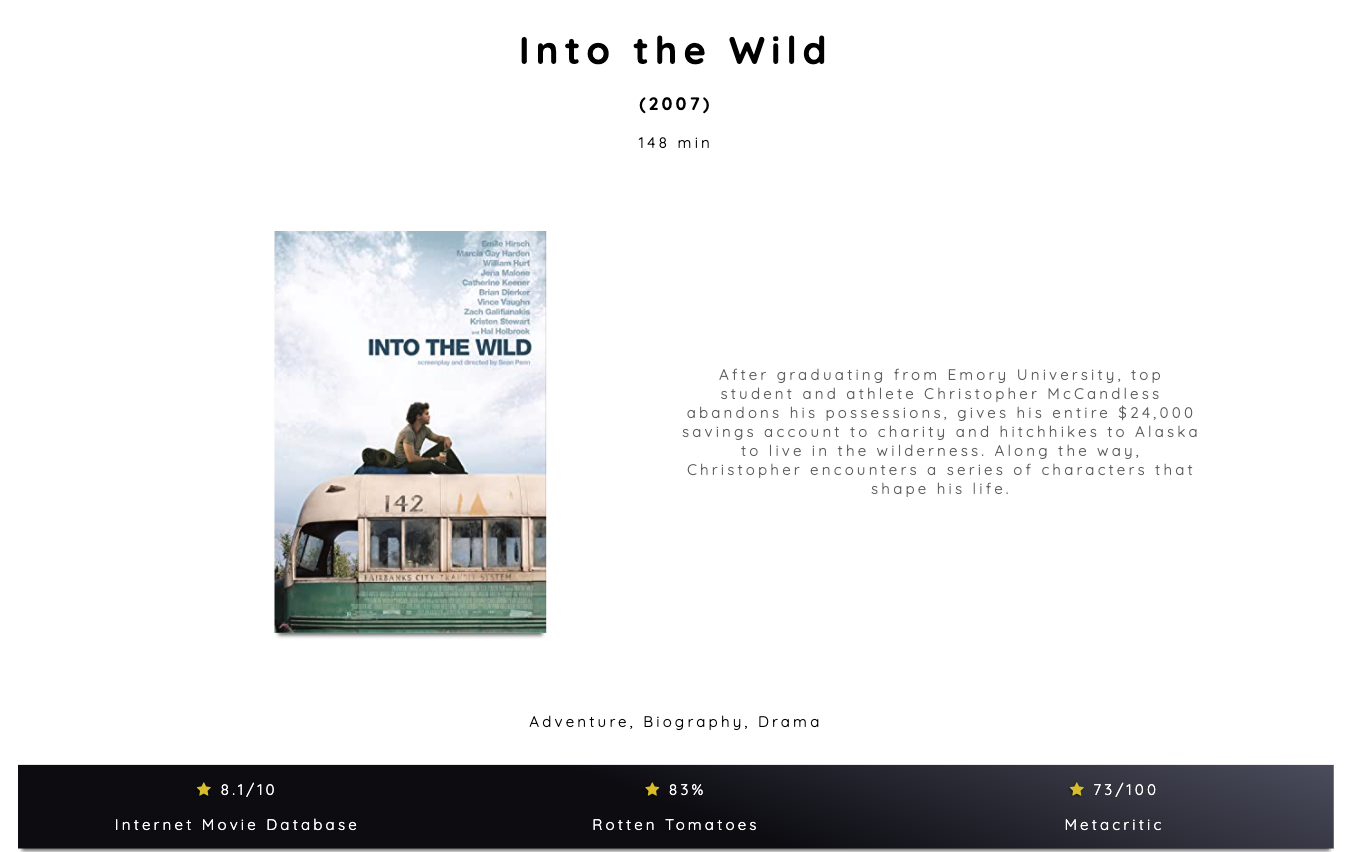 Into the Wild
(2007)
148 min
Emile Hirsch
Marcia Gay Harden
William Hurt
Jena Malone
Catherine Keener
Brian Dierker
Vince Vaughn
Zach Galifianakis
Kristen Stewart
and Hal Holbrook
INTO THE WILD
screenplay and directed by Sean Penn
142
FAIRBANKS CITY TRANSIT SYSTEM
After graduating from Emory University, top
student and athlete Christopher McCandless
abandons his possessions, gives his entire $24,000
savings account to charity and hitchhikes to Alaska
to live in the wilderness. Along the way,
Christopher encounters a series of characters that
shape his life.
Adventure, Biography, Drama
8.1/10
Internet Movie Database
83%
Rotten Tomatoes
73/100
Metacritic